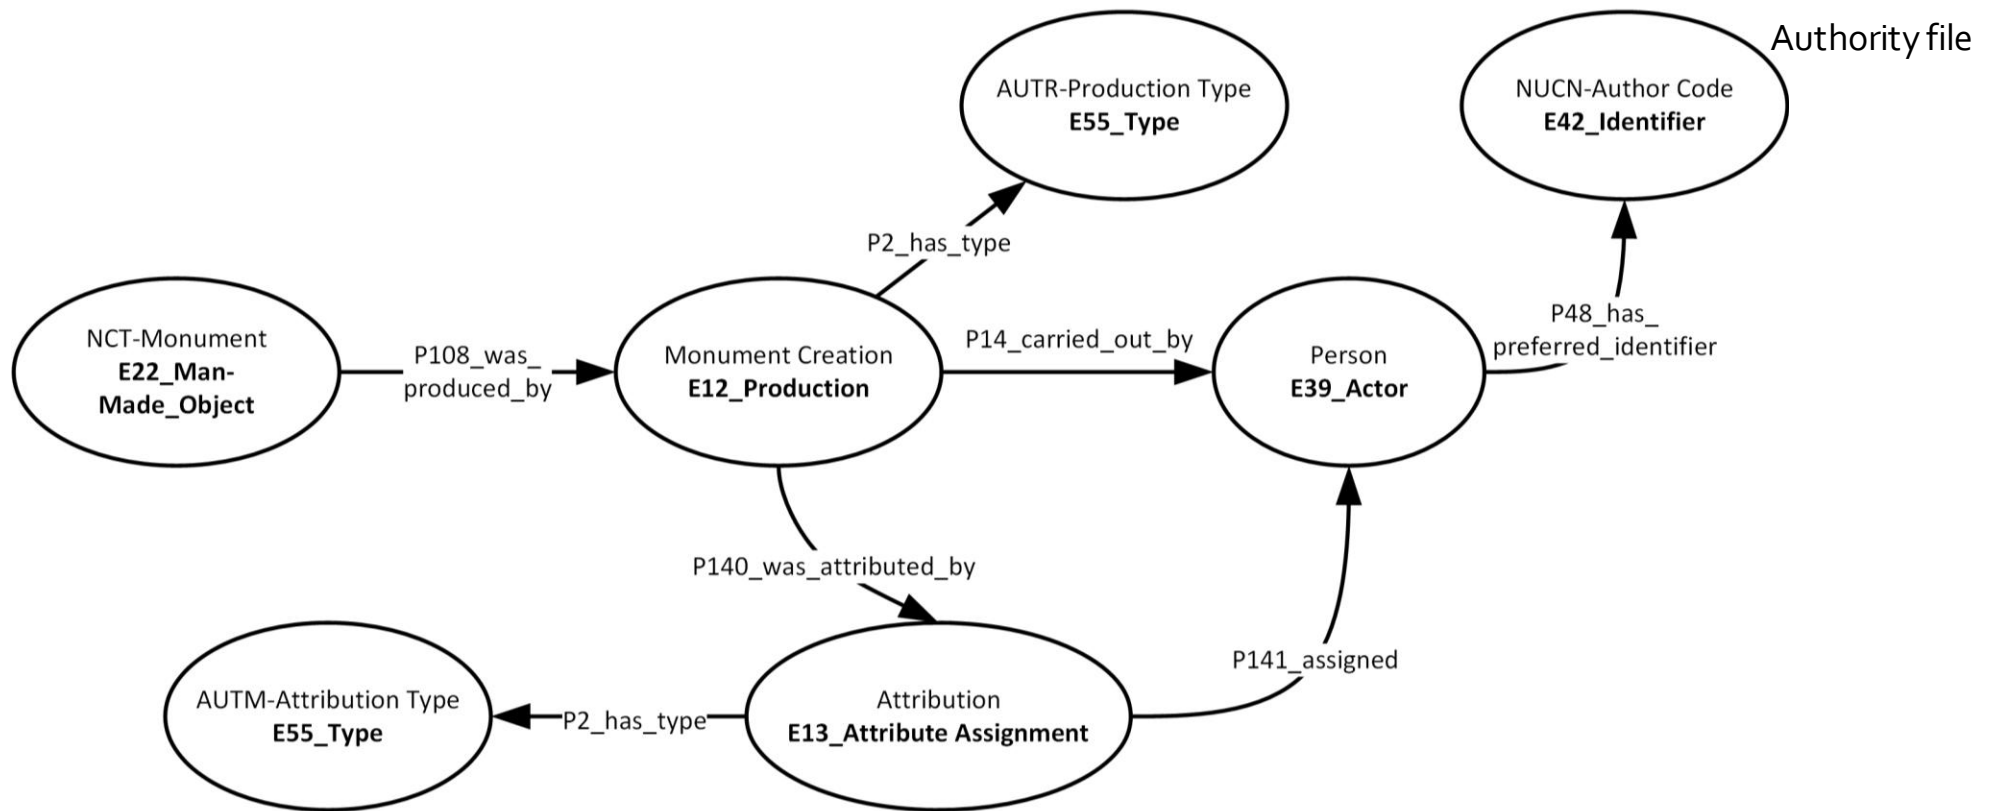 Authority file
AUTR-Production Type
E55_Type
NUCN-Author Code
E42_Identifier
P2_has_type
NCT-Monument
E22_Man-
Made_Object
P108_was_
produced_by
Monument Creation
E12_Production
P14_carried_out_by
Person
E39_Actor
P48_has_
preferred_identifier
P140_was_attributed_by
P141_assigned
AUTM-Attribution Type
E55_Type
P2_has_type
Attribution
E13_Attribute Assignment